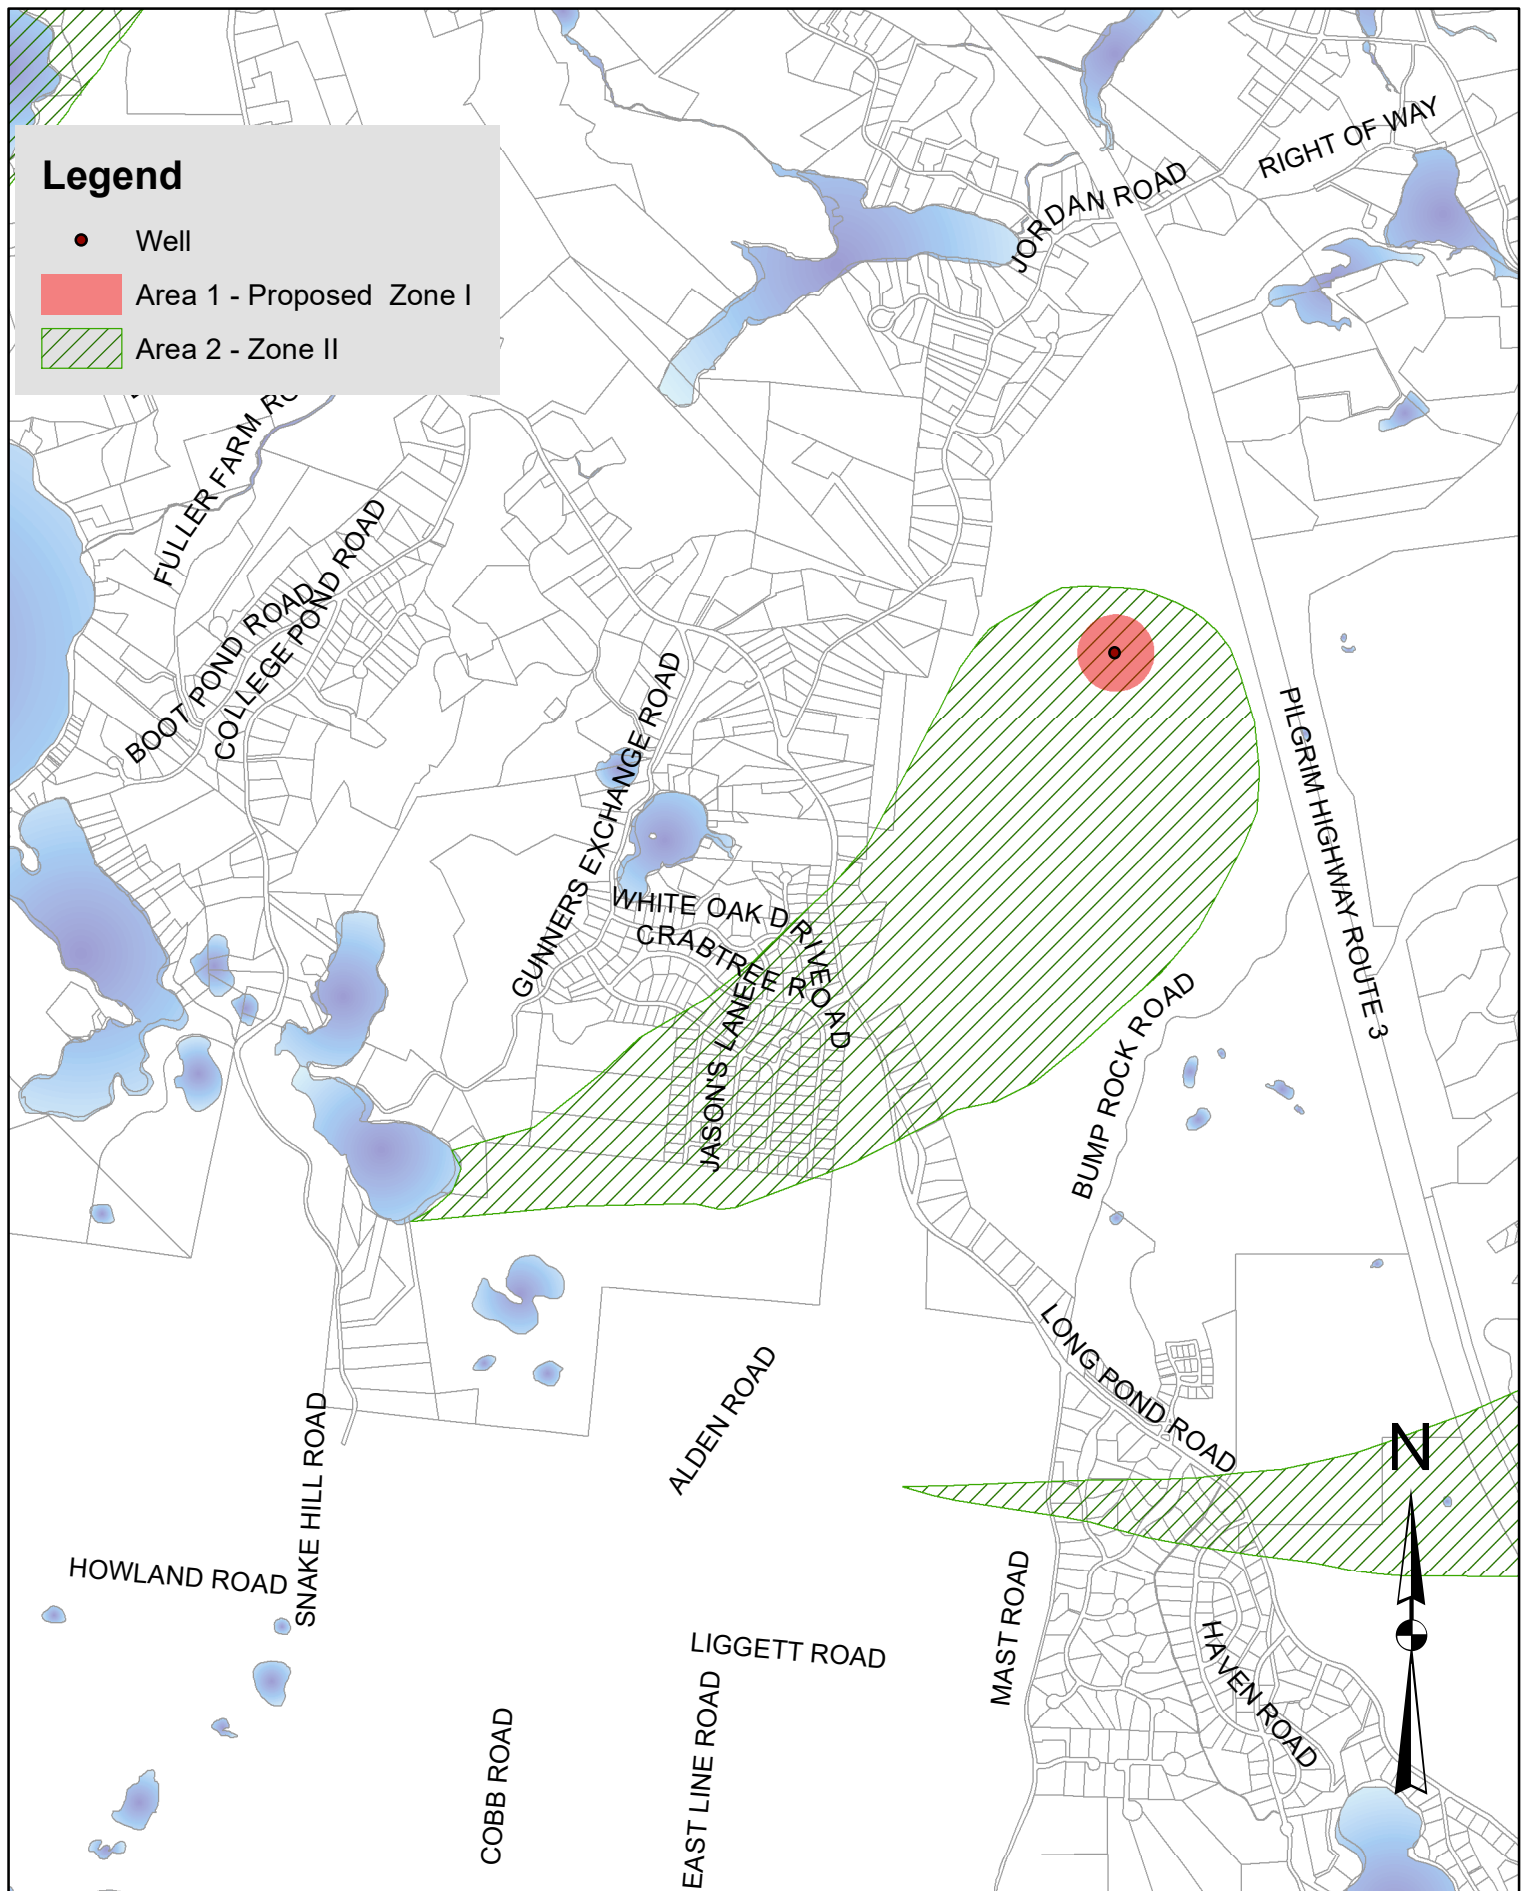 RIGHT OF WAY
JORDAN ROAD
Legend
Well
Area 1 - Proposed Zone I
Area 2 - Zone II
FULLER FARM
BOOT POND ROAD
COLLEGE POND ROAD
GUNNERS EXCHANGE ROAD
PILGRIM HIGHWAY ROUTE 3
WHITE OAK DRIVE
CRABTREE ROAD
JASON'S LANE
BUMP ROCK ROAD
LONG POND ROAD
ALDEN ROAD
SNAKE HILL ROAD
N
HOWLAND ROAD
MAST ROAD
LIGGETT ROAD
HAVEN ROAD
COBB ROAD
EAST LINE ROAD